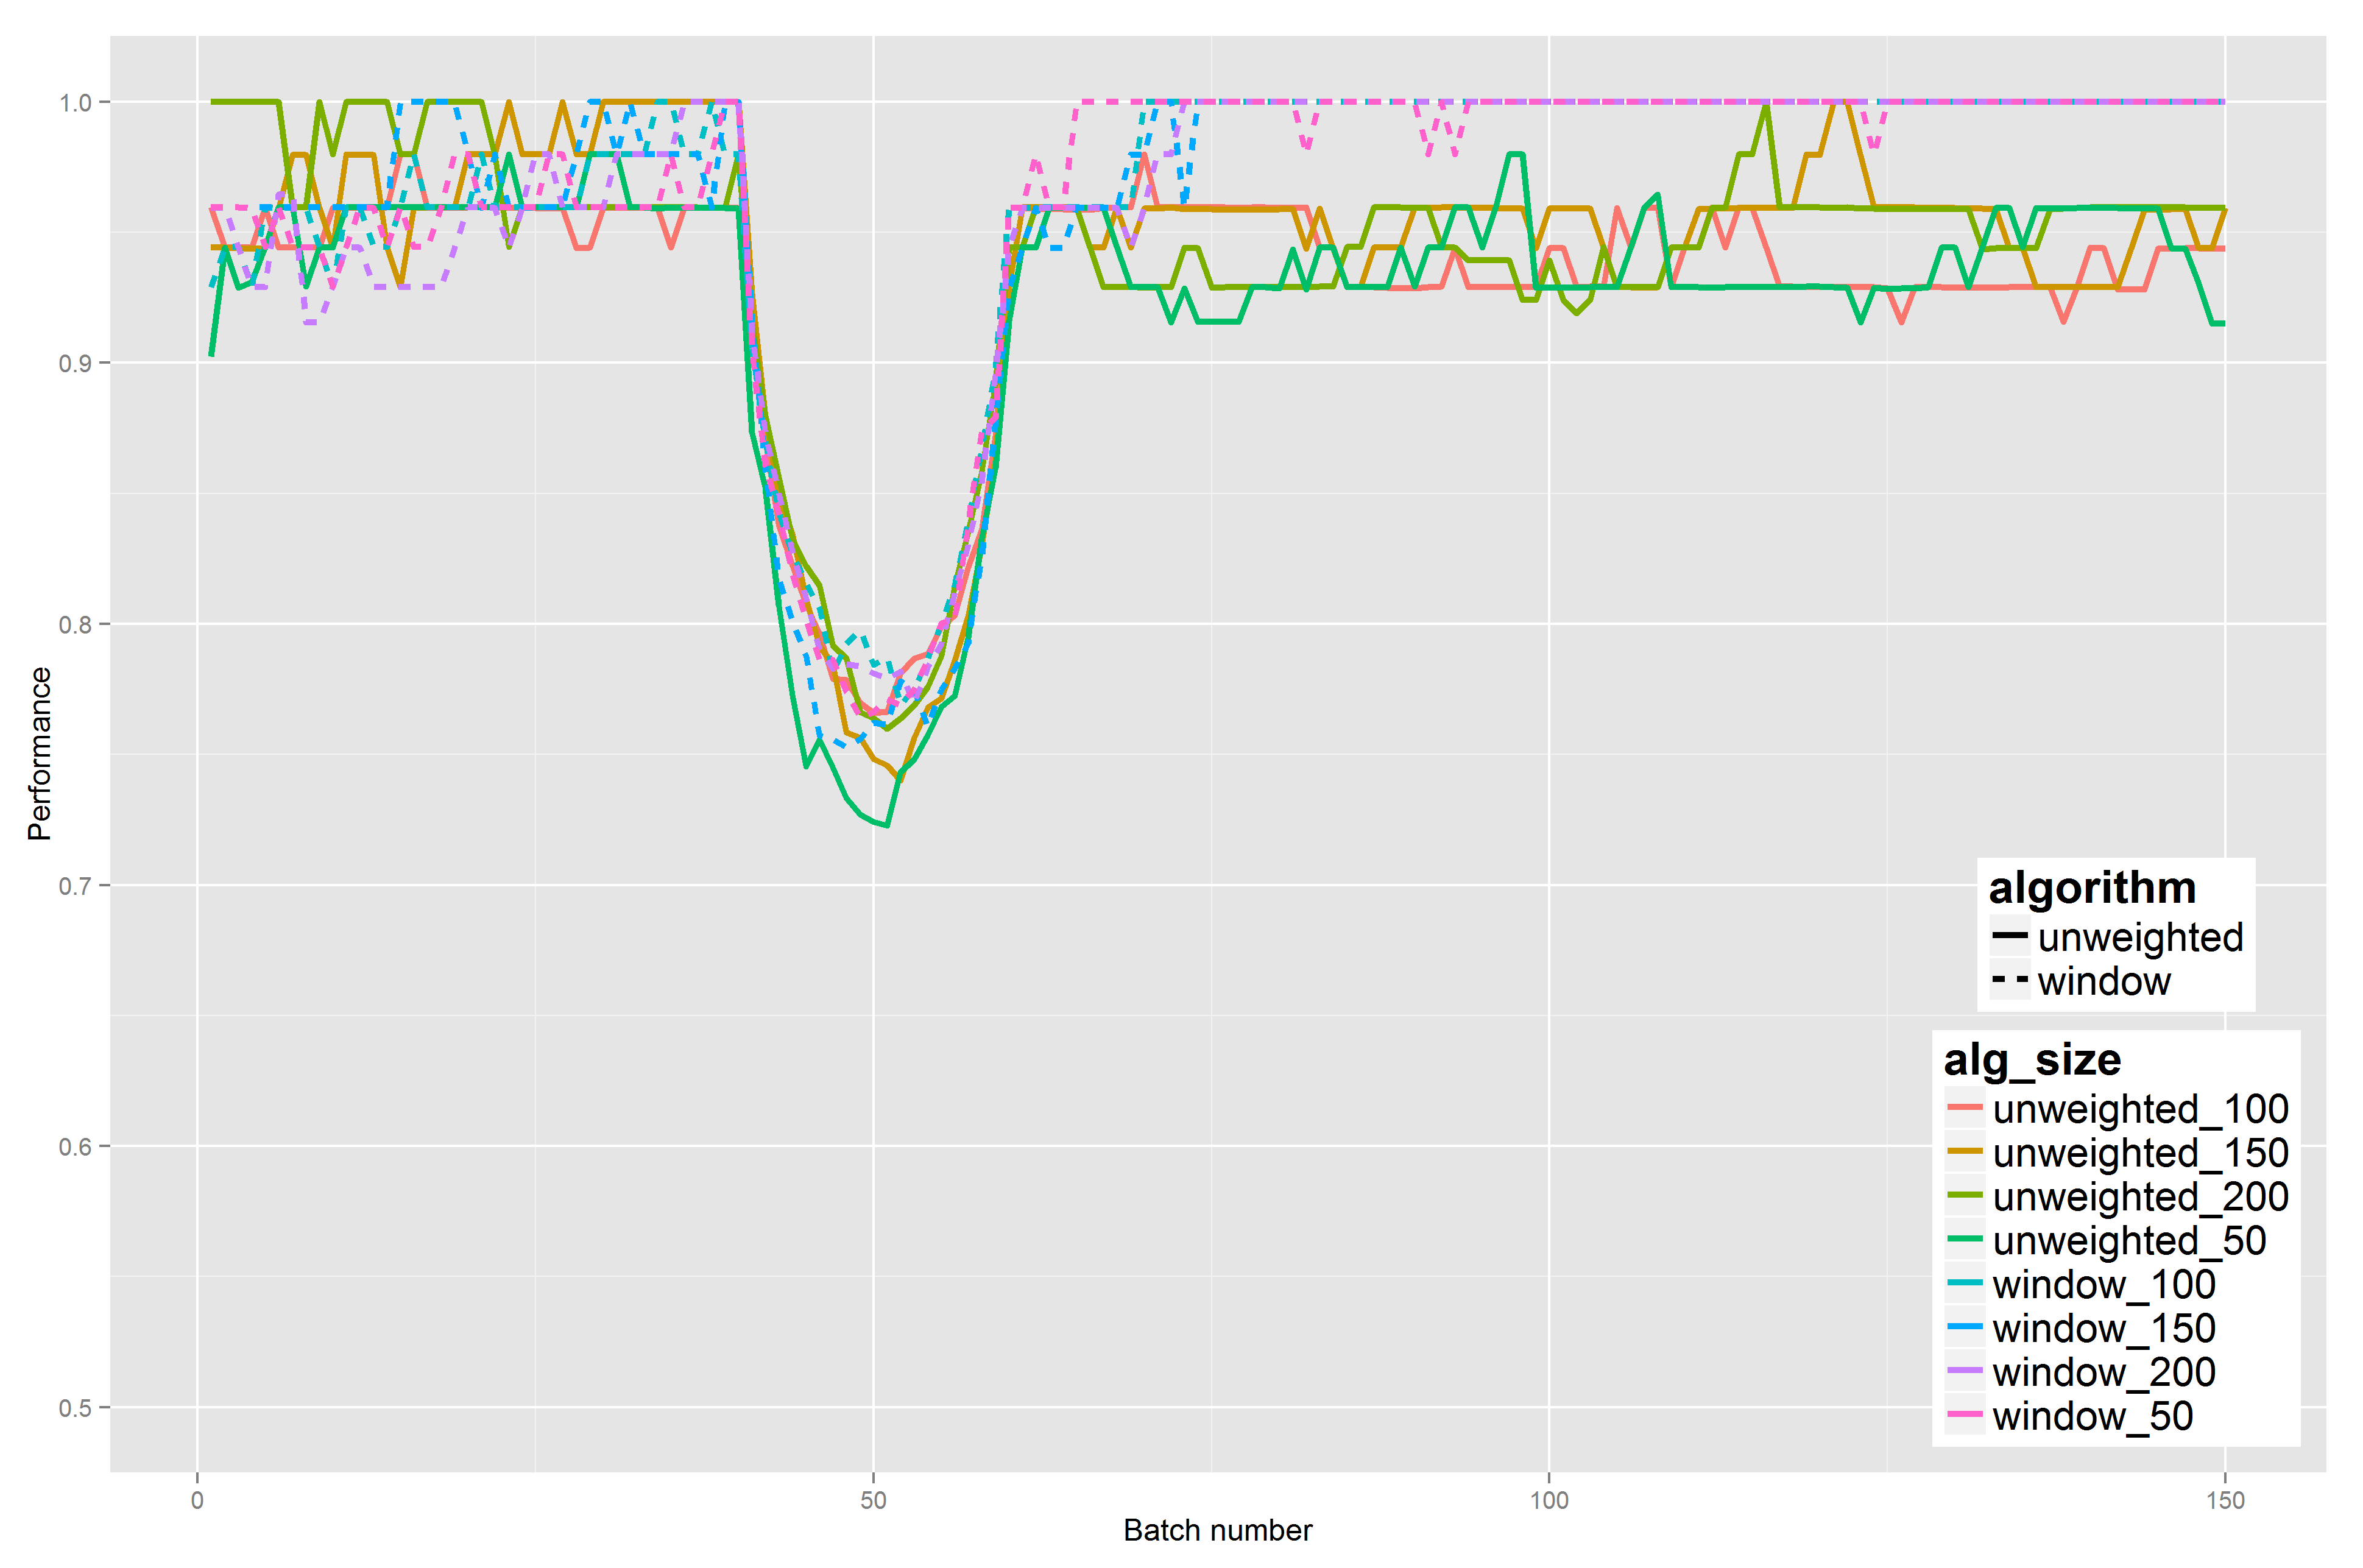 1.0
0.9
0.8
0.7
0.6
0.5
Performance
0
50
100
150
Batch number
algorithm
unweighted
window
alg_size
unweighted_100
unweighted_150
unweighted_200
unweighted_50
window_100
window_150
window_200
window_50